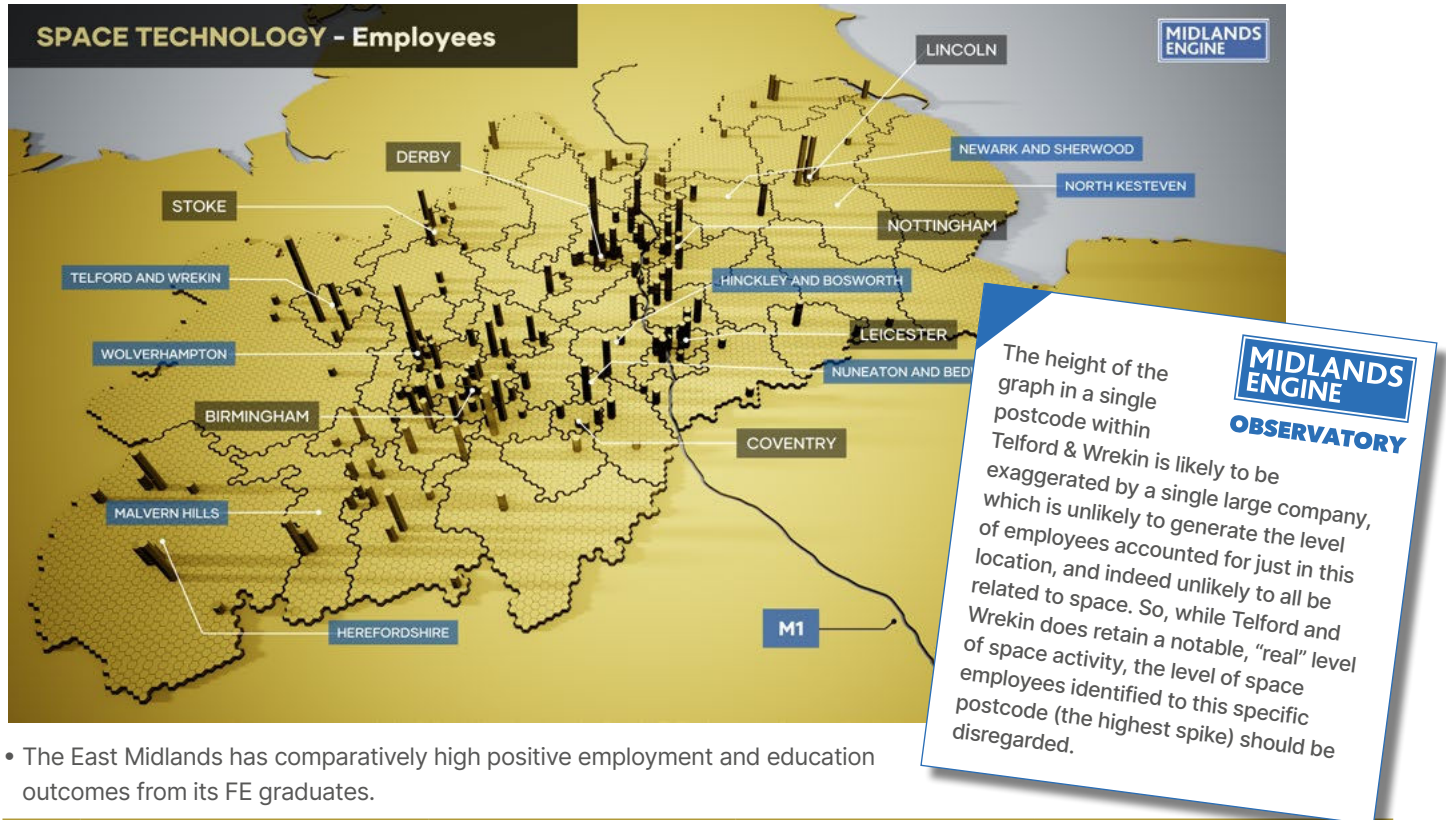 SPACE TECHNOLOGY - Employees
MIDLANDS
ENGINE
LINCOLN
NEWARK AND SHERWOOD
DERBY
NORTH KESTEVEN
STOKE
NOTTINGHAM
TELFORD AND WREKIN
HINCKLEY AND BOSWORTH
LEICESTER
WOLVERHAMPTON
NUNEATON AND BED
BIRMINGHAM
COVENTRY
MALVERN HILLS
HEREFORDSHIRE
M1
MIDLANDS
ENGINE
OBSERVATORY
The height of the
graph in a single
postcode within
Telford & Wrekin is likely to be
exaggerated by a single large company,
which is unlikely to generate the level
of employees accounted for just in this
location, and indeed unlikely to all be
related to space. So, while Telford and
Wrekin does retain a notable, “real” level
of space activity, the level of space
employees identified to this specific
postcode (the highest spike) should be
disregarded.
• The East Midlands has comparatively high positive employment and education
outcomes from its FE graduates.